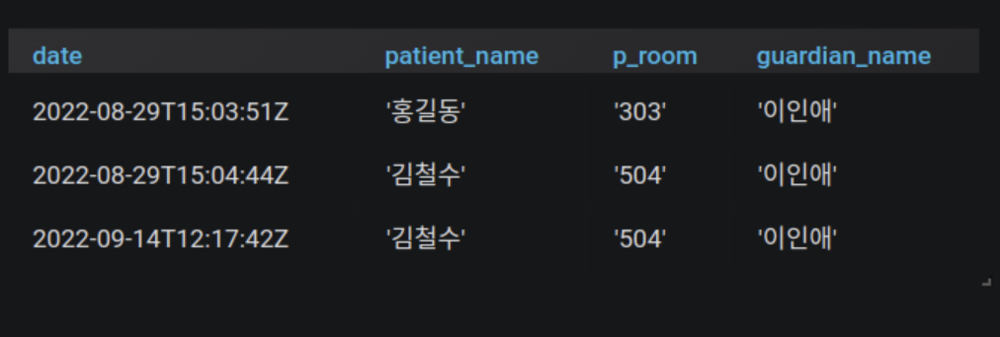 date patient_name p_room guardian_name
2022-08-29T15:03:51Z '홍길동' '303' '이인애'
2022-08-29T15:04:44Z '김철수' '504' '이인애'
2022-09-14T12:17:42Z '김철수' '504' '이인애'